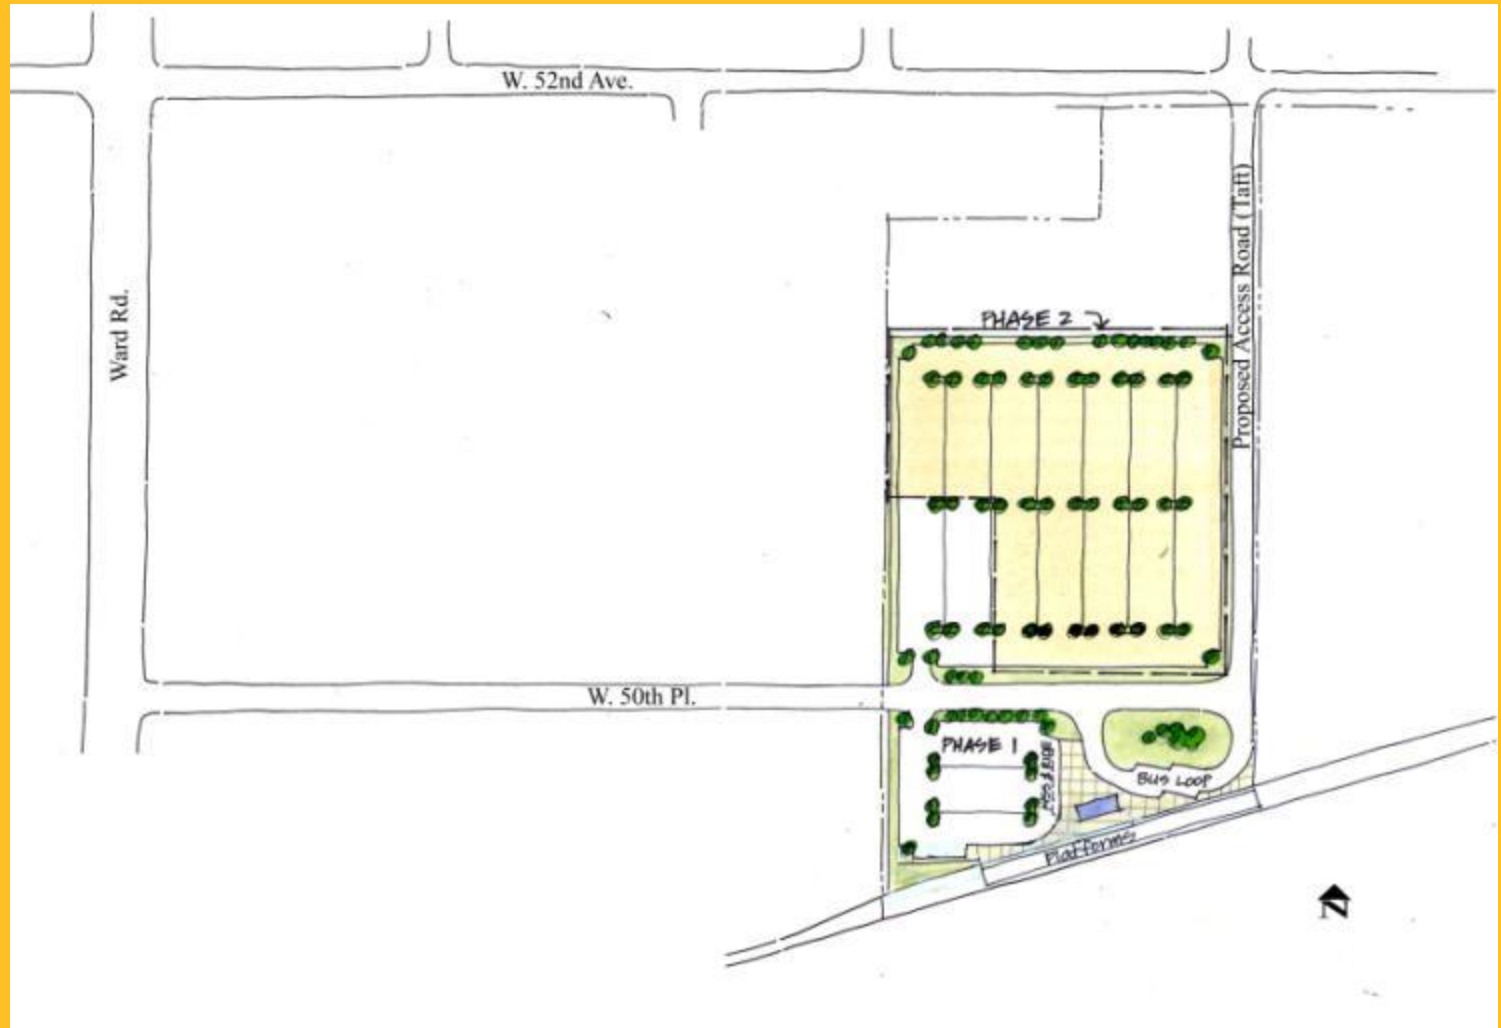 W. 52nd Ave.
Proposed Access Road (Taft)
Ward Rd.
PHASE 2
W. 50th Pl.
PHASE 1
BUS LOOP
Platforms
N